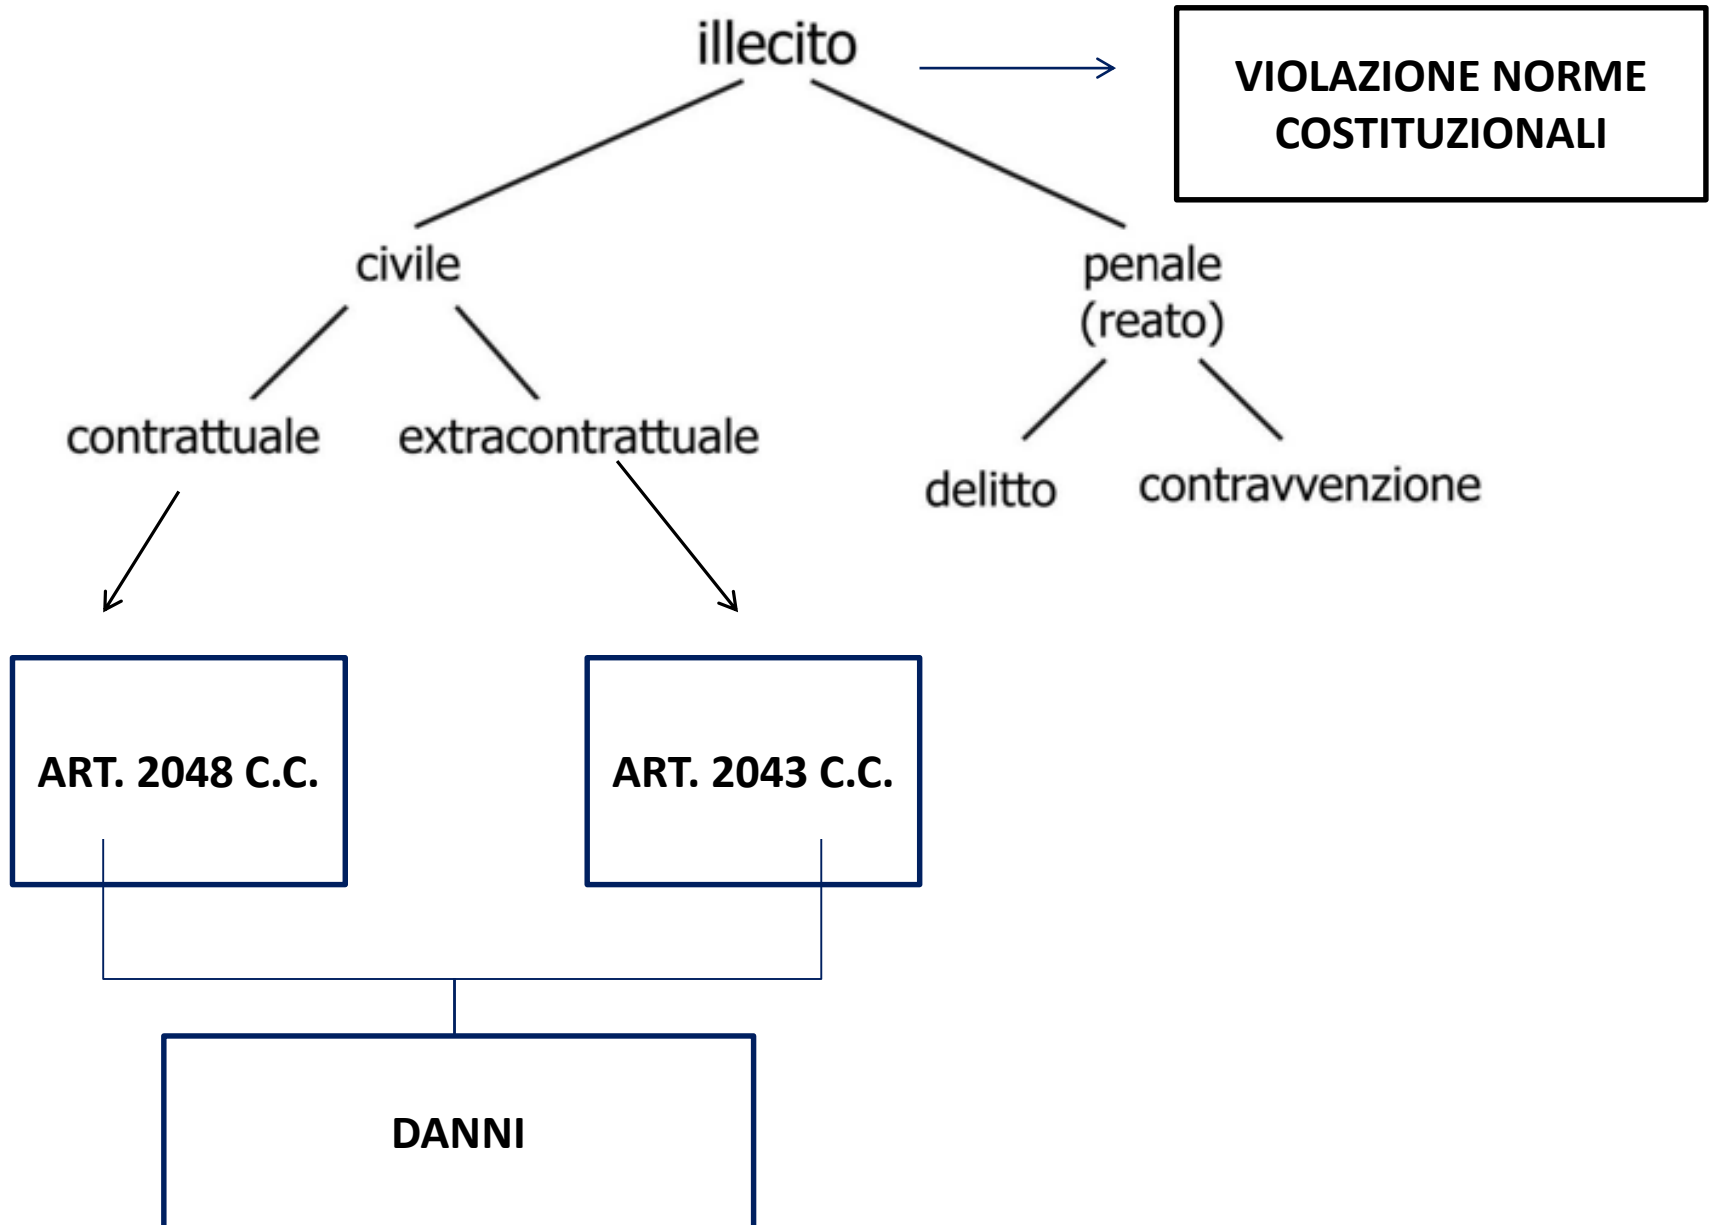 illecito
VIOLAZIONE NORME
COSTITUZIONALI
civile
penale
(reato)
contrattuale
extracontrattuale
delitto
contravvenzione
ART. 2048 C.C.
ART. 2043 C.C.
DANNI